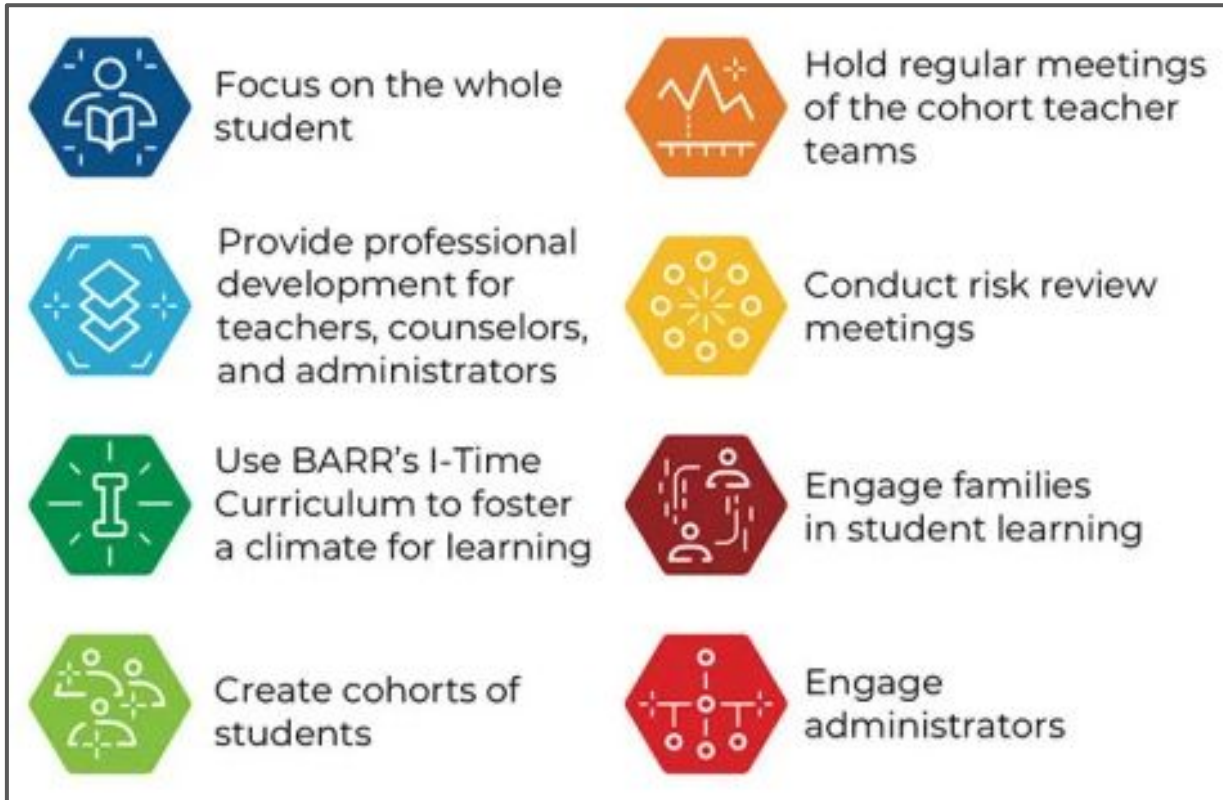 Focus on the whole
student
Provide professional
development for
teachers, counselors,
and administrators
I
Use BARR’s I-Time
Curriculum to foster
a climate for learning
Create cohorts of
students
Hold regular meetings
of the cohort teacher
teams
Conduct risk review
meetings
Engage families
in student learning
Engage
administrators